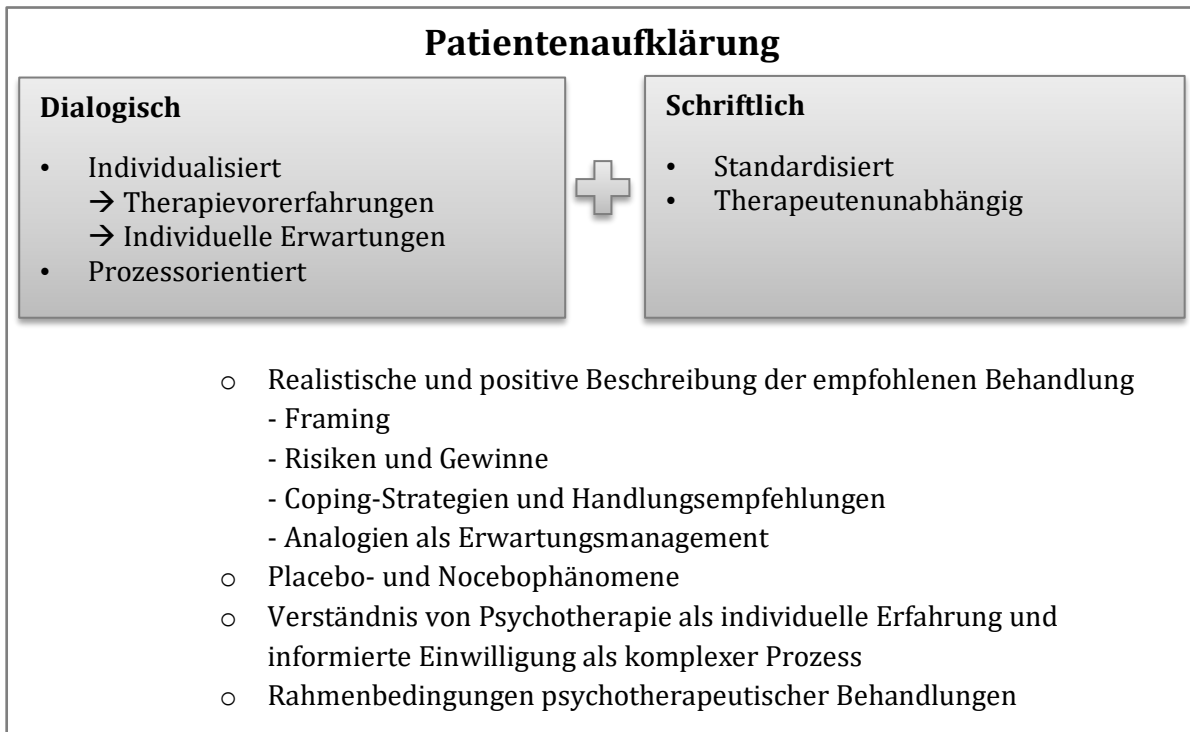 Patientenaufklärung
Dialogisch
• Individualisiert
→ Therapievorerfahrungen
→ Individuelle Erwartungen
• Prozessorientiert
Schriftlich
• Standardisiert
• Therapeutenunabhängig
o Realistische und positive Beschreibung der empfohlenen Behandlung
- Framing
- Risiken und Gewinne
- Coping-Strategien und Handlungsempfehlungen
- Analogien als Erwartungsmanagement
o Placebo- und Nocebophänomene
o Verständnis von Psychotherapie als individuelle Erfahrung und
informierte Einwilligung als komplexer Prozess
o Rahmenbedingungen psychotherapeutischer Behandlungen